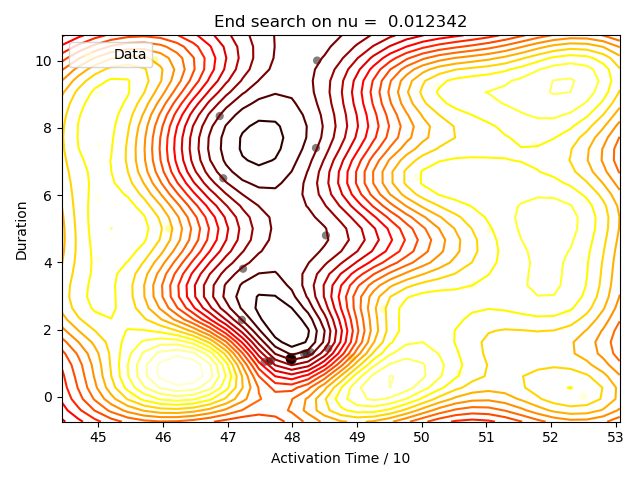 End search on nu =  0.012342
Data
10
8
6
4
2
0
Duration
45 46 47 48 49 50 51 52 53
Activation Time / 10